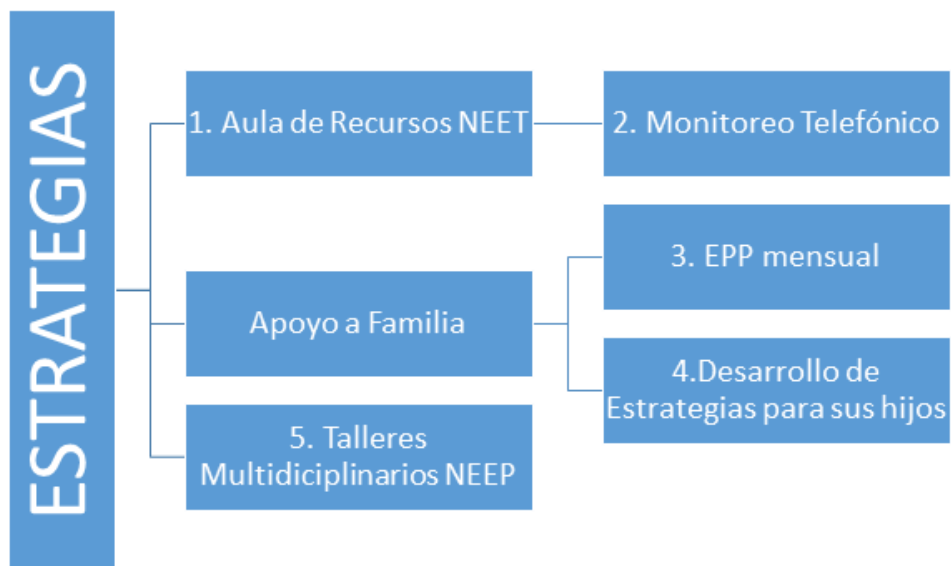 ESTRATEGIAS
1. Aula de Recursos NEET
2. Monitoreo Telefónico
Apoyo a Familia
3. EPP mensual
4.Desarrollo de
Estrategias para sus hijos
5. Talleres
Multidiciplinarios NEEP